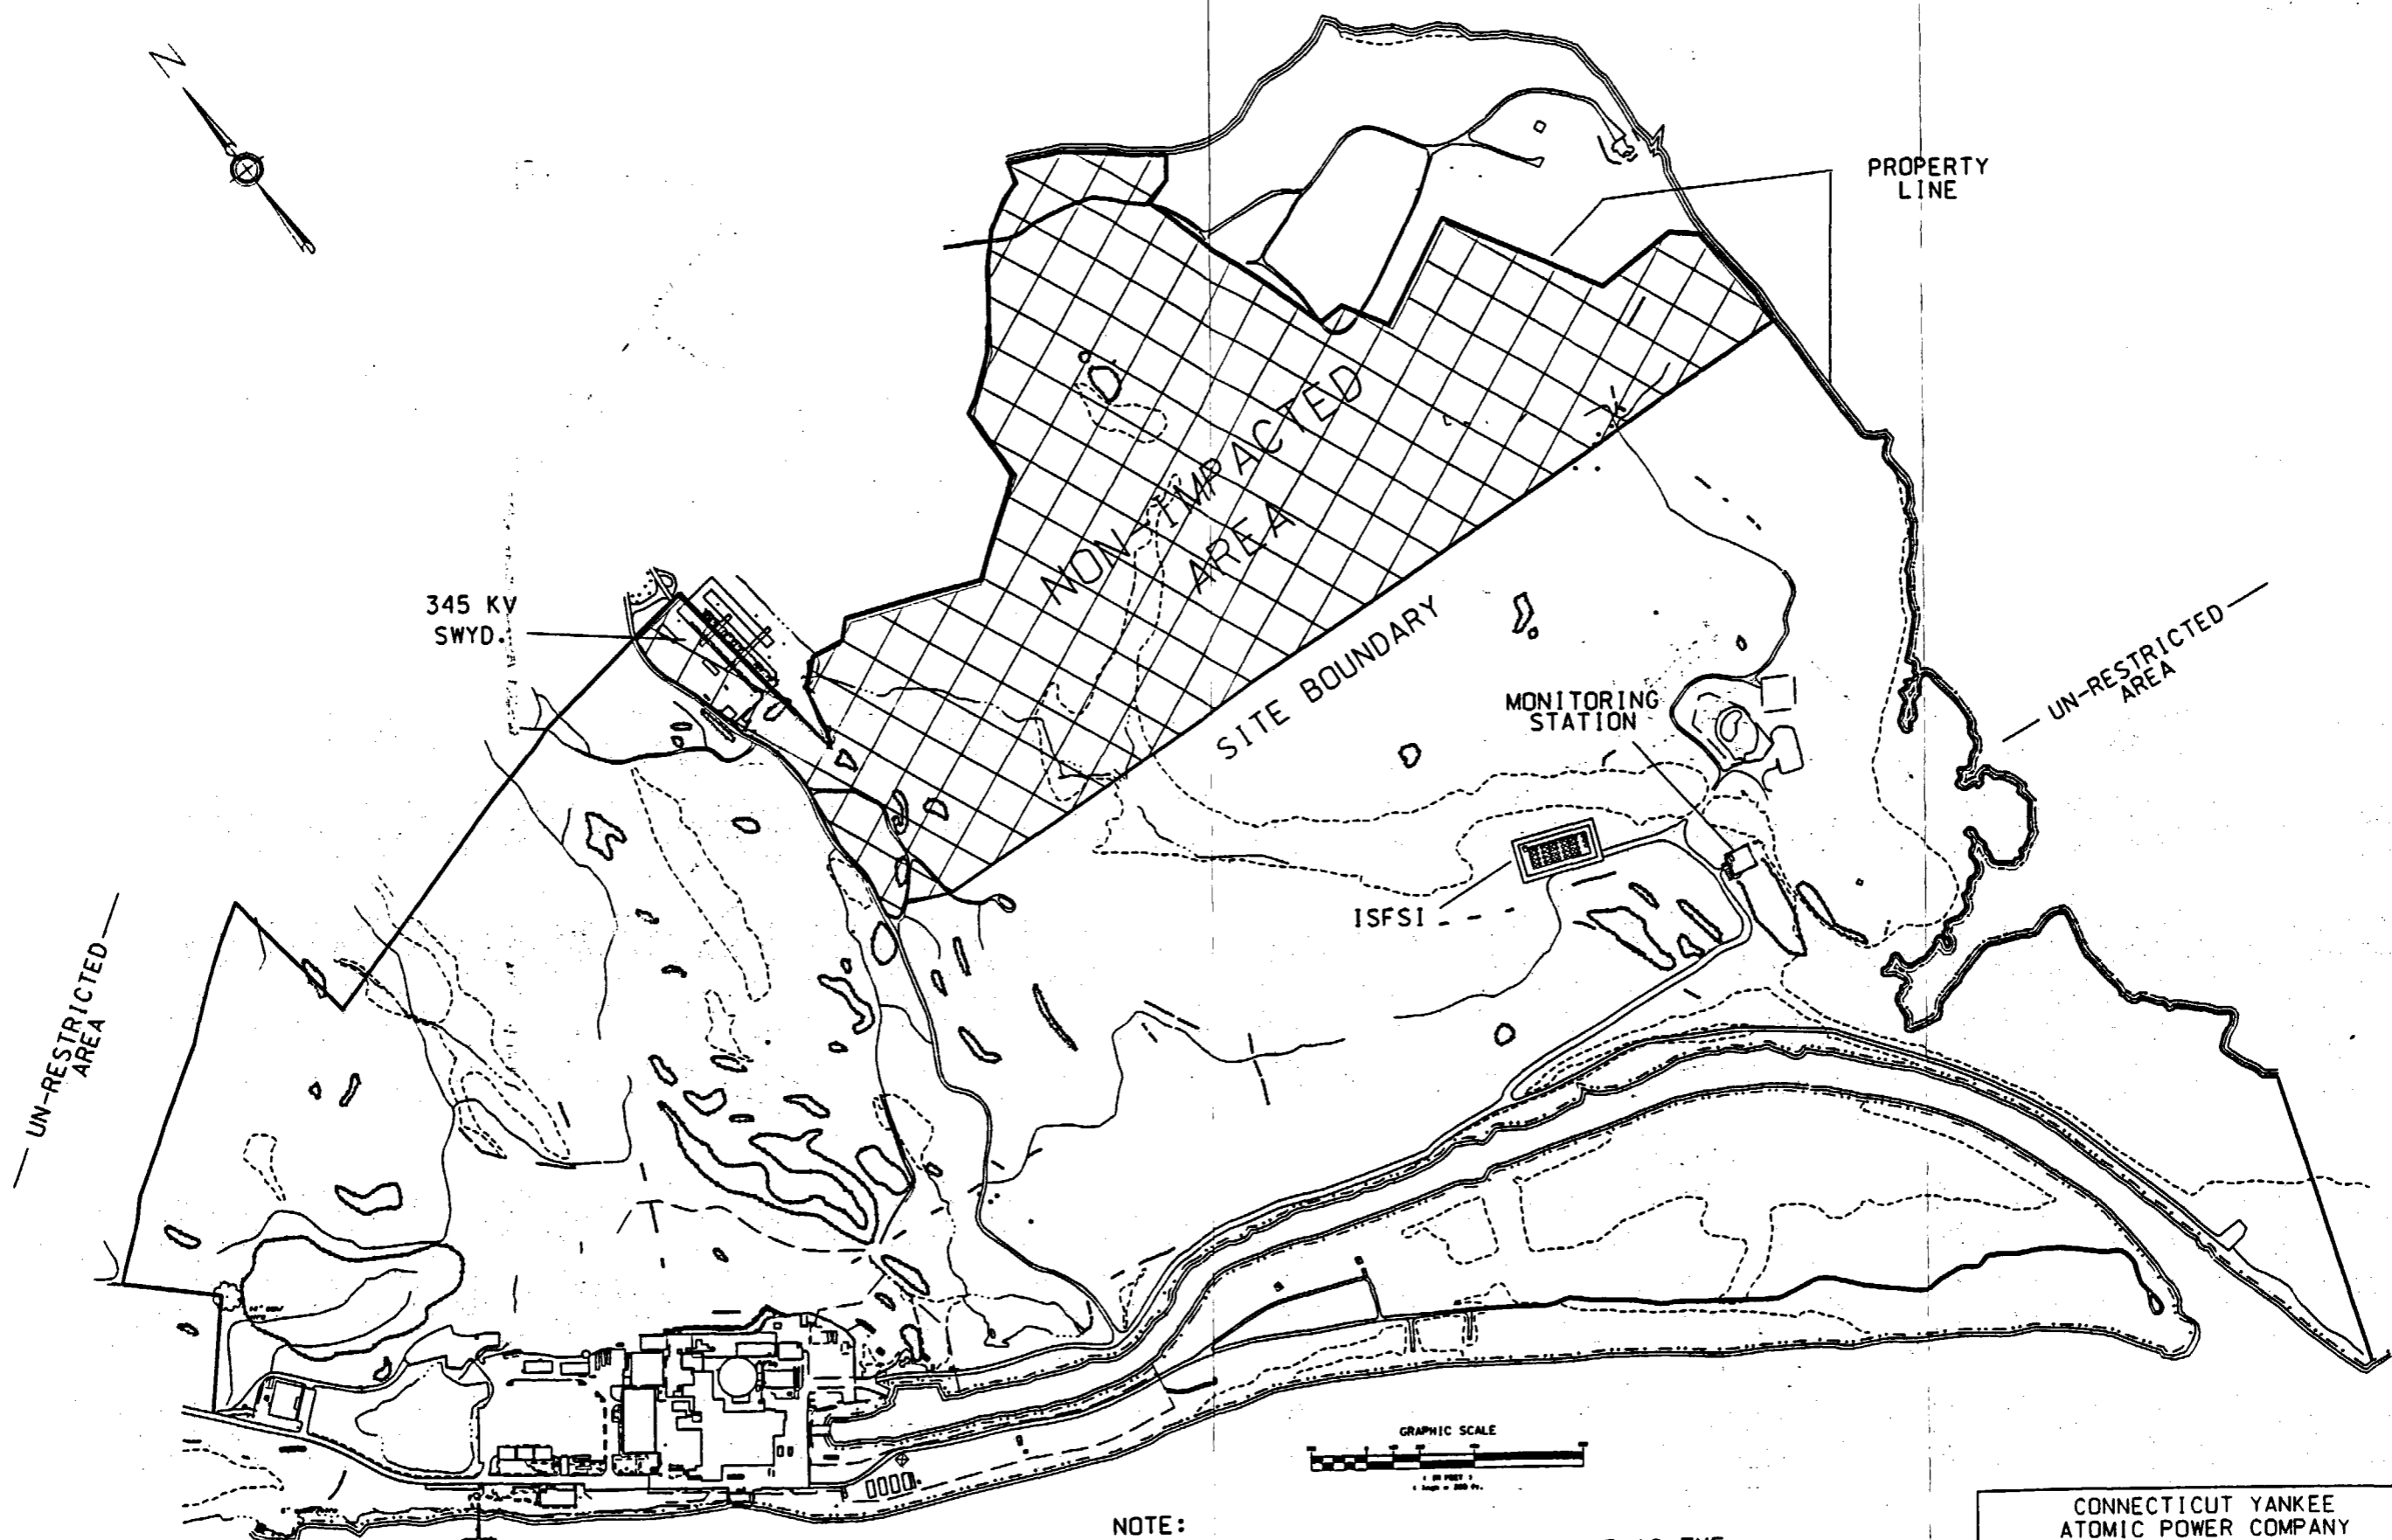 N
PROPERTY
LINE
NON-IMPACTED
AREA
345 KV
SWYD.
SITE BOUNDARY
UN-RESTRICTED
AREA
MONITORING
STATION
ISFSI
UN-RESTRICTED
AREA
GRAPHIC SCALE
NOTE:
CONNECTICUT YANKEE
ATOMIC POWER COMPANY